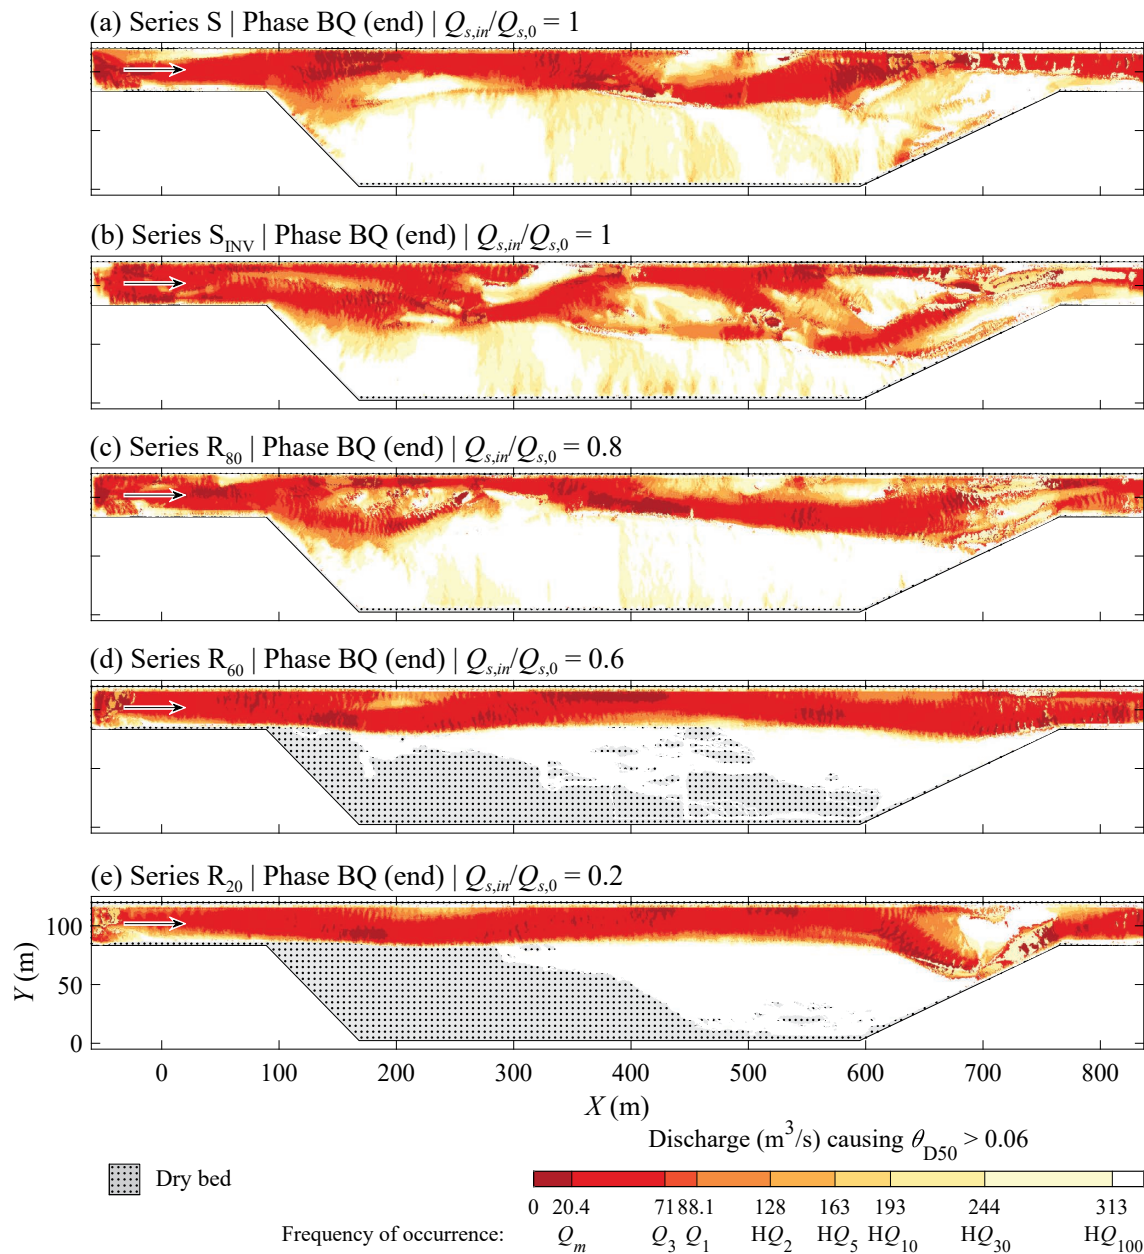 (a) Series S | Phase BQ (end) | Qs,in/Qs,0 = 1
(b) Series SINV | Phase BQ (end) | Qs,in/Qs,0 = 1
(c) Series R80 | Phase BQ (end) | Qs,in/Qs,0 = 0.8
(d) Series R60 | Phase BQ (end) | Qs,in/Qs,0 = 0.6
(e) Series R20 | Phase BQ (end) | Qs,in/Qs,0 = 0.2
100
50
0
Y (m)
0 100 200 300 400 500 600 700 800
X (m)
Discharge (m3/s) causing θD50 > 0.06
Dry bed
0 20.4 71 88.1 128 163 193 244 313
Frequency of occurrence: Qm Q3 Q1 HQ2 HQ5 HQ10 HQ30 HQ100